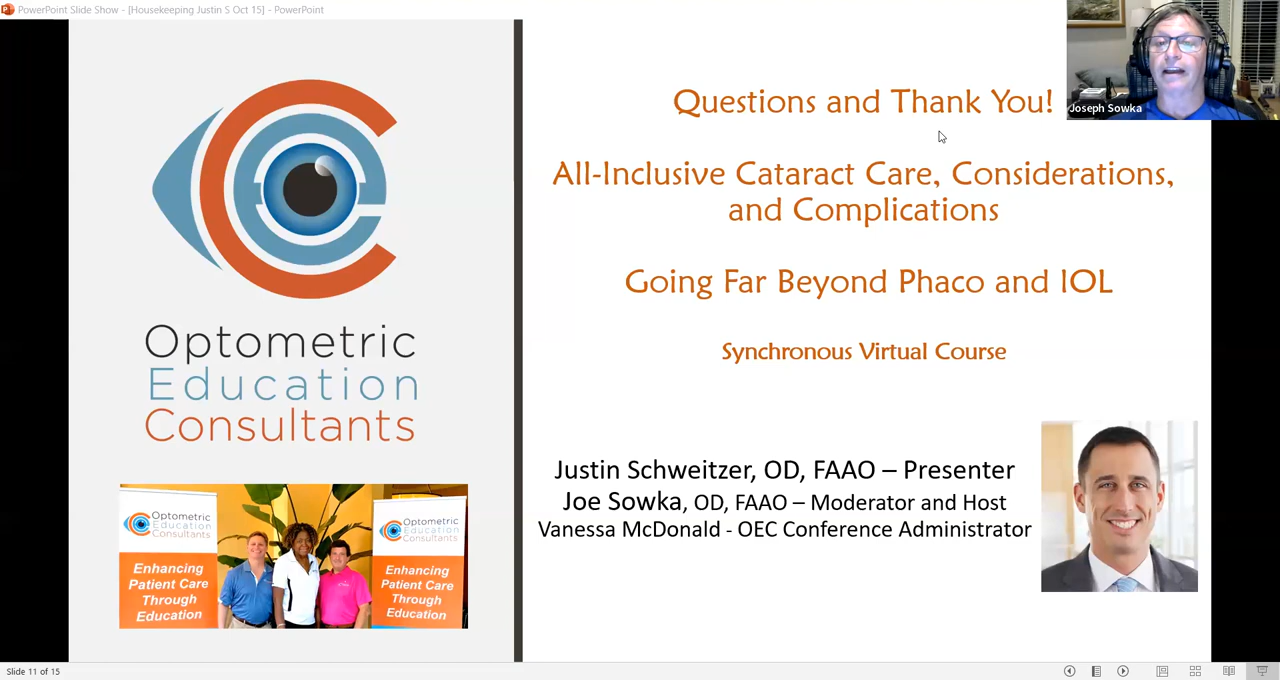 PowerPoint Slide Show - [Housekeeping Justin S Oct 15] - PowerPoint
Joseph Sowka
Questions and Thank You!
All-Inclusive Cataract Care, Considerations,
and Complications
Going Far Beyond Phaco and IOL
Synchronous Virtual Course
Optometric
Education
Consultants
Justin Schweitzer, OD, FAAO – Presenter
Joe Sowka, OD, FAAO – Moderator and Host
Vanessa McDonald - OEC Conference Administrator
Optometric
Education
Consultants
Enhancing
Patient Care
Through
Education
Optometric
Education
Consultants
Enhancing
Patient Care
Through
Education
Slide 11 of 15